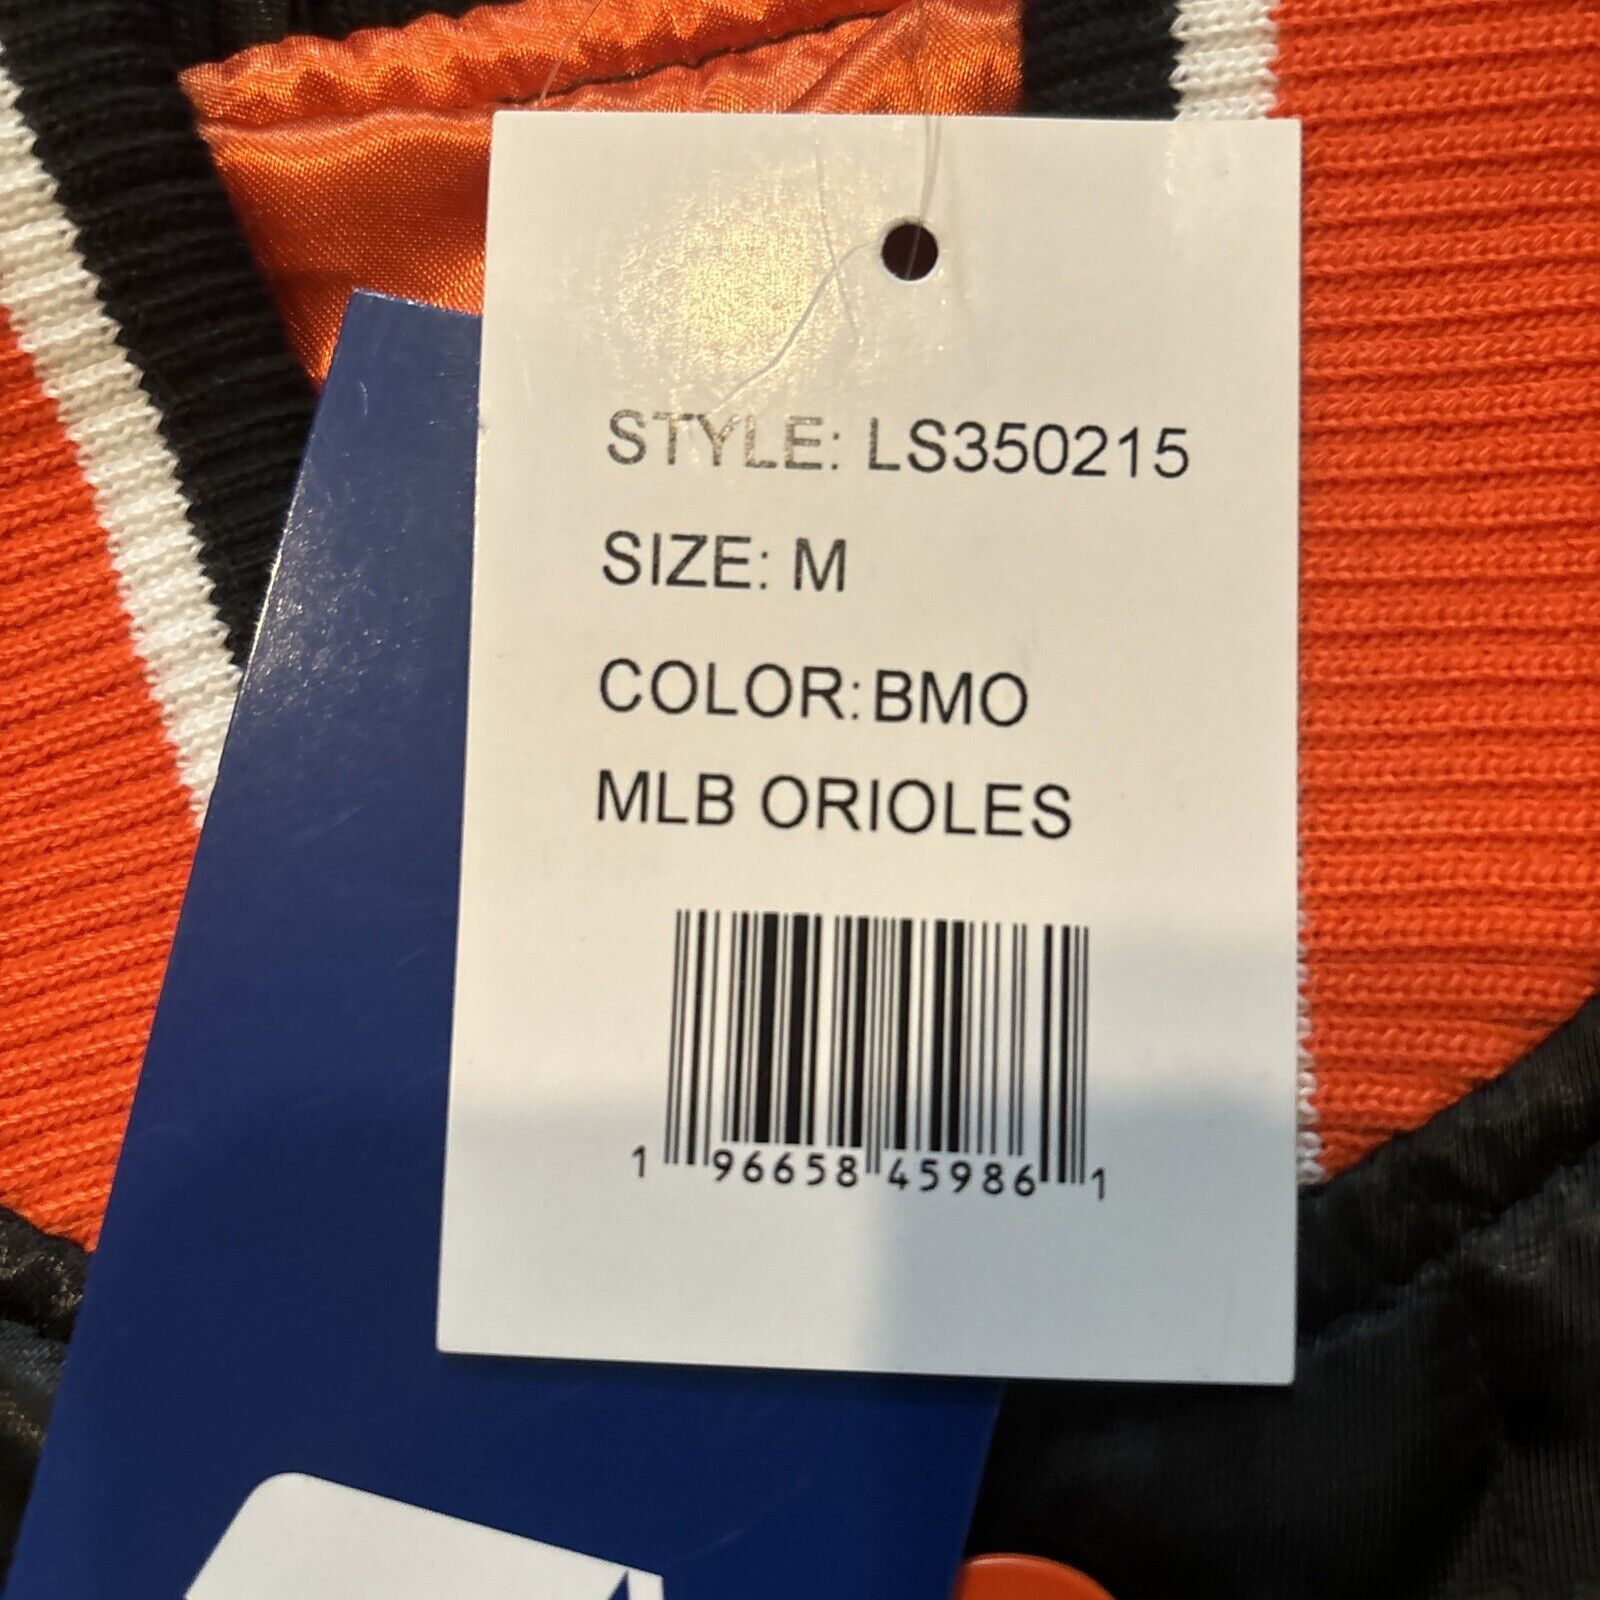 STYLE: LS350215
SIZE: M
COLOR:BMO
MLB ORIOLES
1 96658 45986 1